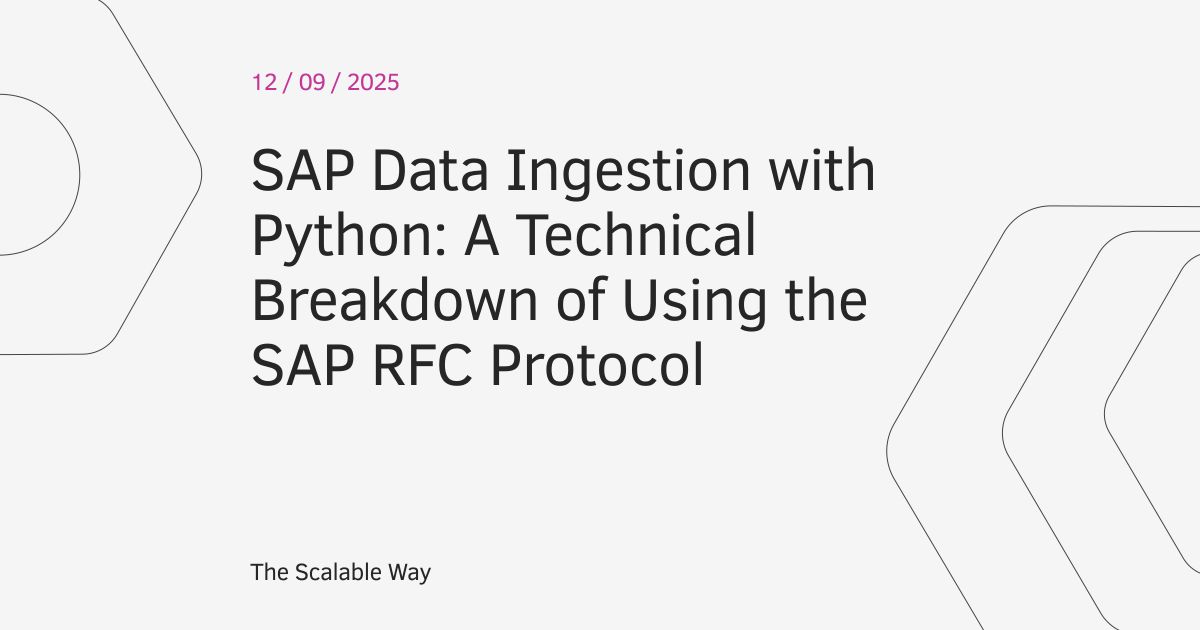 12 / 09 / 2025
SAP Data Ingestion with
Python: A Technical
Breakdown of Using the
SAP RFC Protocol
The Scalable Way